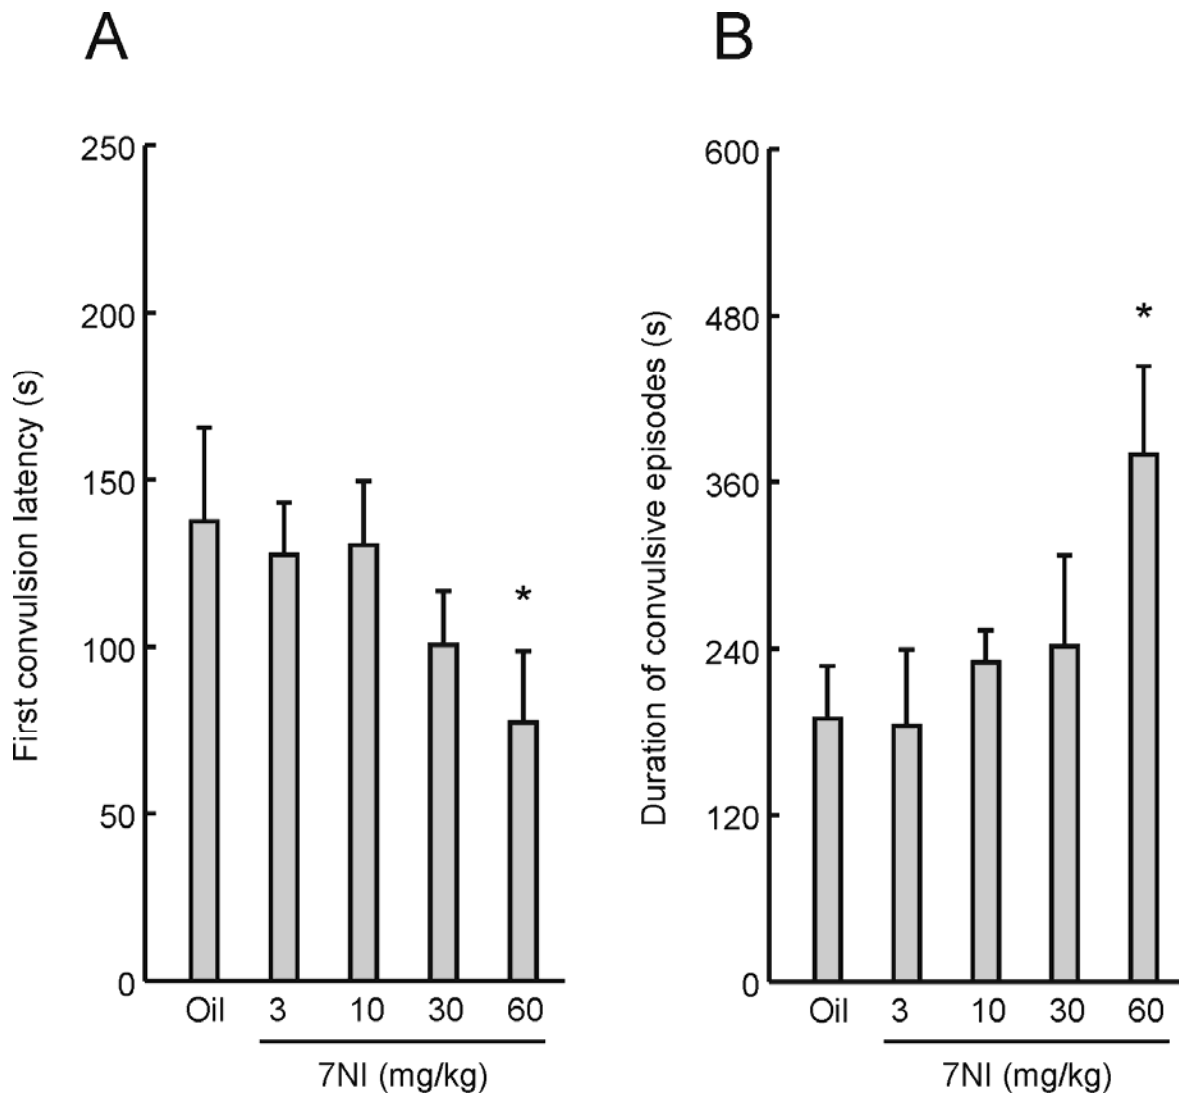 A
First convulsion latency (s)
250
200
150
100
50
0
*
Oil 3 10 30 60
7NI (mg/kg)
B
Duration of convulsive episodes (s)
600
480
360
240
120
0
*
Oil 3 10 30 60
7NI (mg/kg)